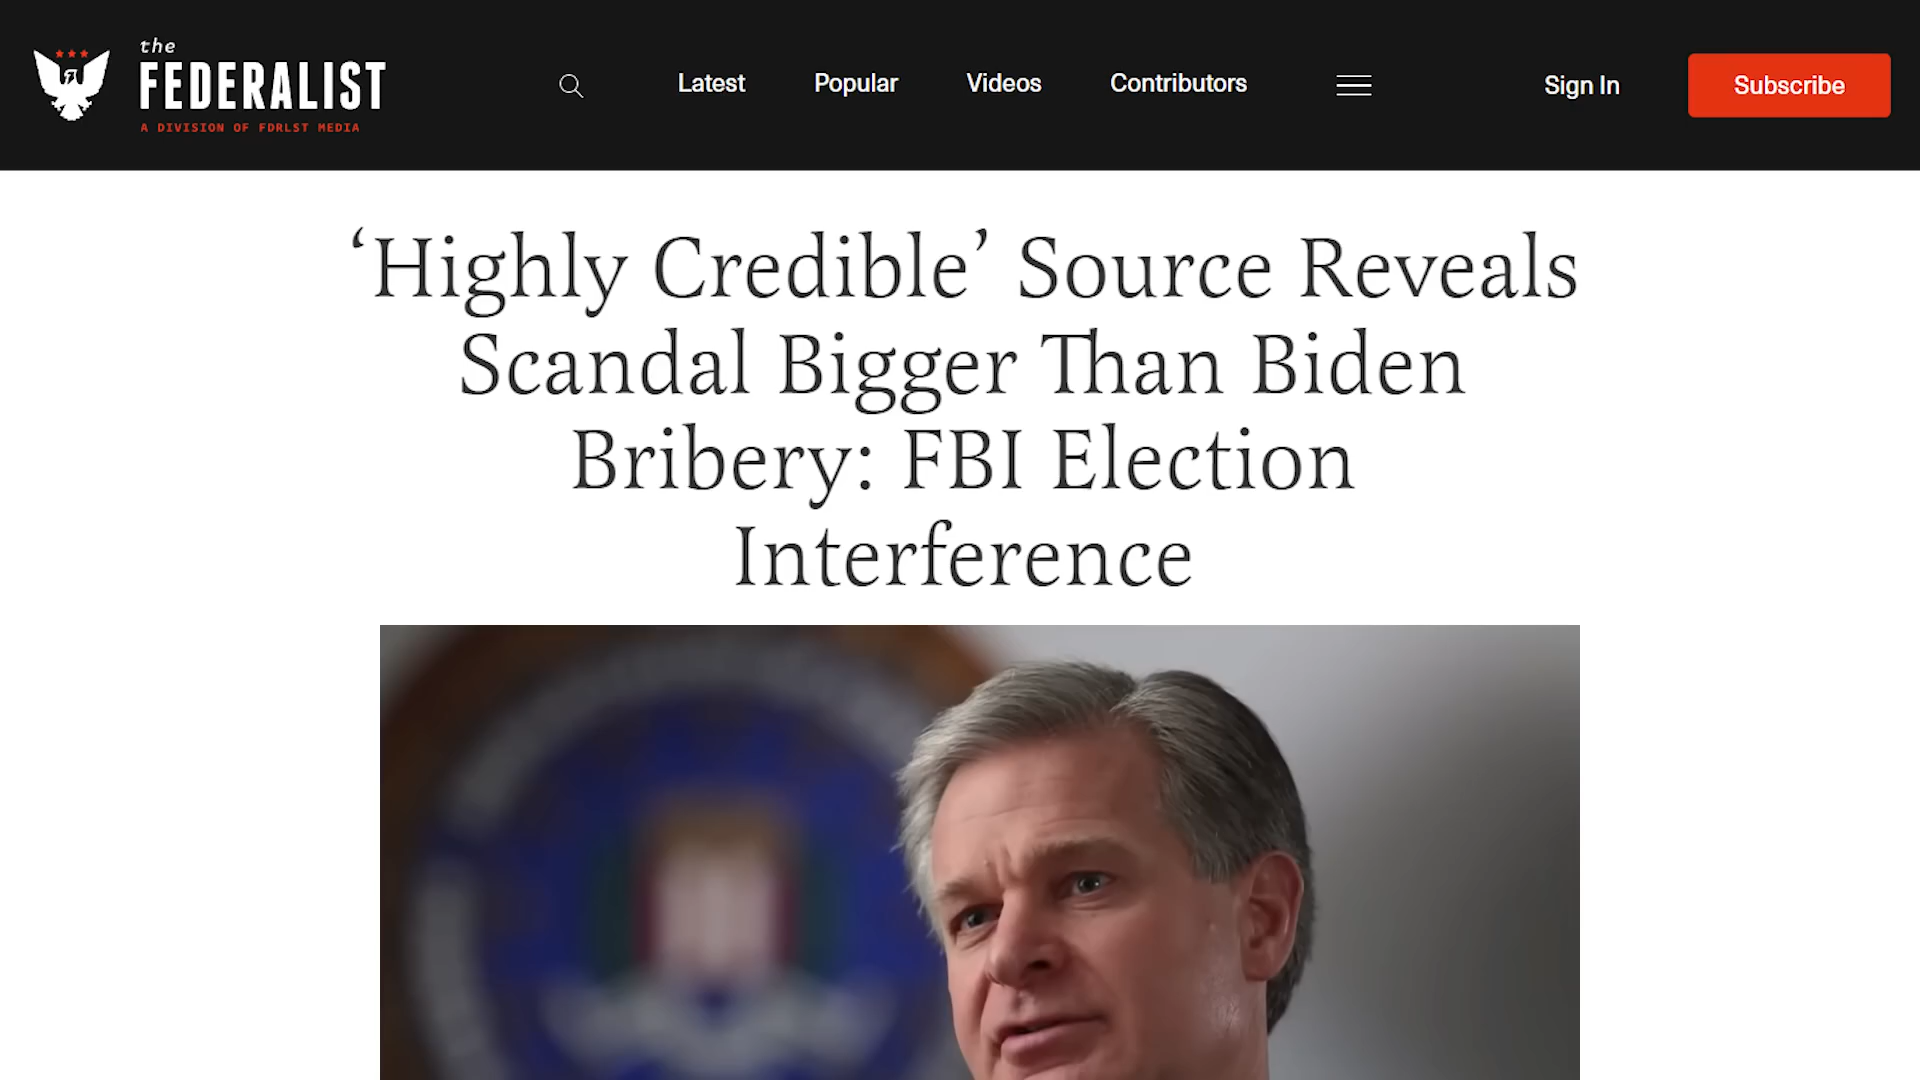 the
FEDERALIST
A DIVISION OF FDRLST MEDIA
Latest
Popular
Videos
Contributors
Sign In
Subscribe
‘Highly Credible’ Source Reveals
Scandal Bigger Than Biden
Bribery: FBI Election
Interference